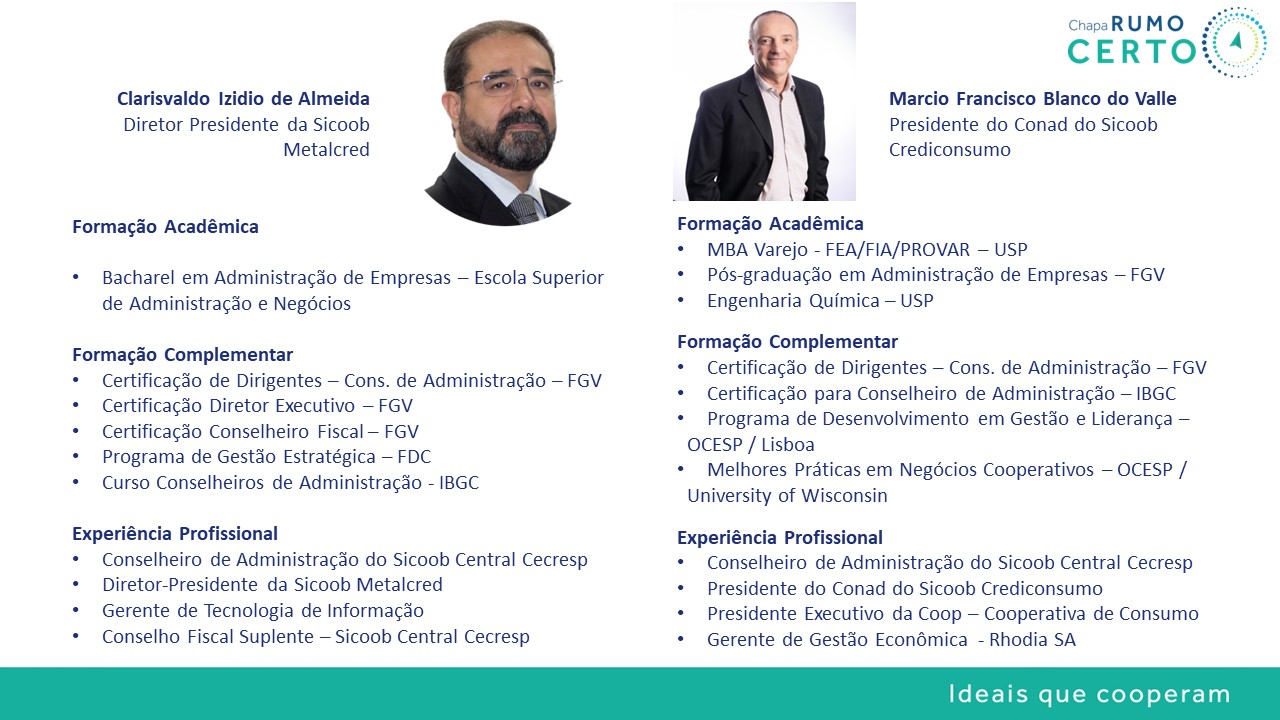 Chapa RUMO
CERTO
Clarisvaldo Izidio de Almeida
Diretor Presidente da Sicoob
Metalcred
Formação Acadêmica
• Bacharel em Administração de Empresas – Escola Superior
de Administração e Negócios
Formação Complementar
• Certificação de Dirigentes – Cons. de Administração – FGV
• Certificação Diretor Executivo – FGV
• Certificação Conselheiro Fiscal – FGV
• Programa de Gestão Estratégica – FDC
• Curso Conselheiros de Administração - IBGC
Experiência Profissional
• Conselheiro de Administração do Sicoob Central Cecresp
• Diretor-Presidente da Sicoob Metalcred
• Gerente de Tecnologia de Informação
• Conselho Fiscal Suplente – Sicoob Central Cecresp
Marcio Francisco Blanco do Valle
Presidente do Conad do Sicoob
Crediconsumo
Formação Acadêmica
• MBA Varejo - FEA/FIA/PROVAR – USP
• Pós-graduação em Administração de Empresas – FGV
• Engenharia Química – USP
Formação Complementar
• Certificação de Dirigentes – Cons. de Administração – FGV
• Certificação para Conselheiro de Administração – IBGC
• Programa de Desenvolvimento em Gestão e Liderança –
OCESP / Lisboa
• Melhores Práticas em Negócios Cooperativos – OCESP /
University of Wisconsin
Experiência Profissional
• Conselheiro de Administração do Sicoob Central Cecresp
• Presidente do Conad do Sicoob Crediconsumo
• Presidente Executivo da Coop – Cooperativa de Consumo
• Gerente de Gestão Econômica - Rhodia SA
Ideais que cooperam